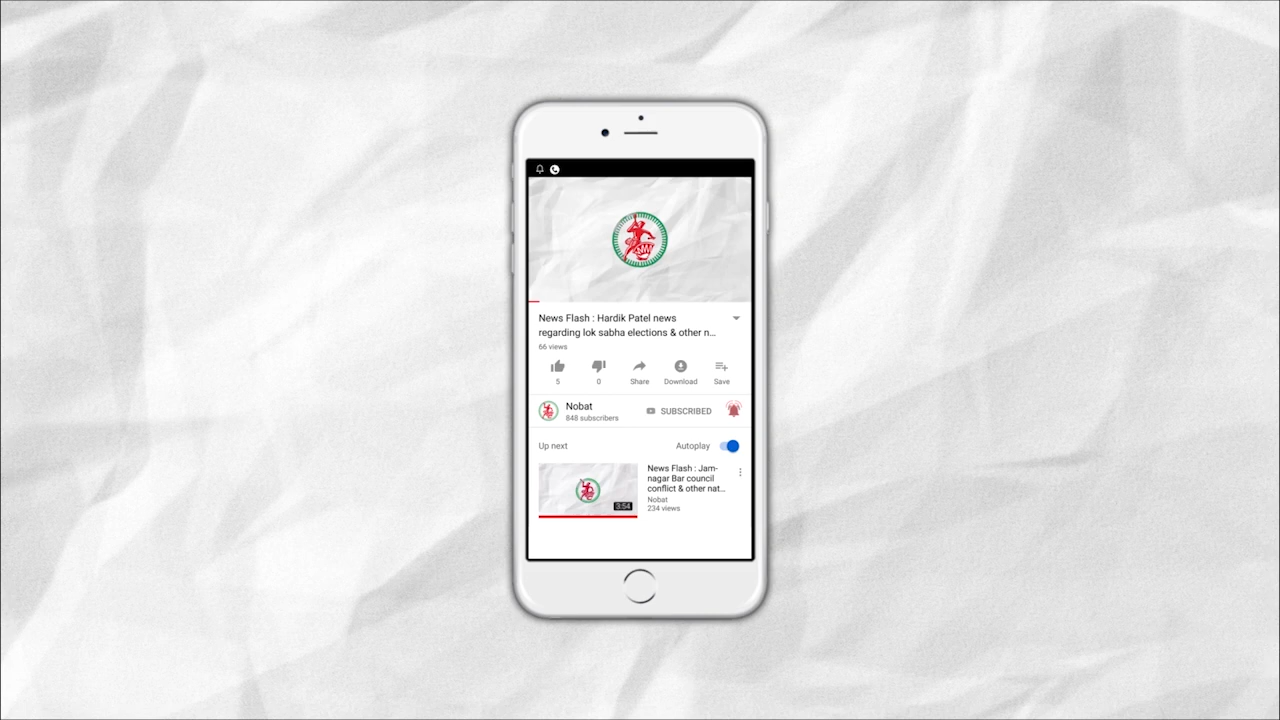 News Flash : Hardik Patel news
regarding lok sabha elections & other n...
66 views
5
0
Share
Download
Save
Nobat
848 subscribers
SUBSCRIBED
Up next
Autoplay
News Flash : Jam-
nagar Bar council
conflict & other nat...
Nobat
234 views
3:54